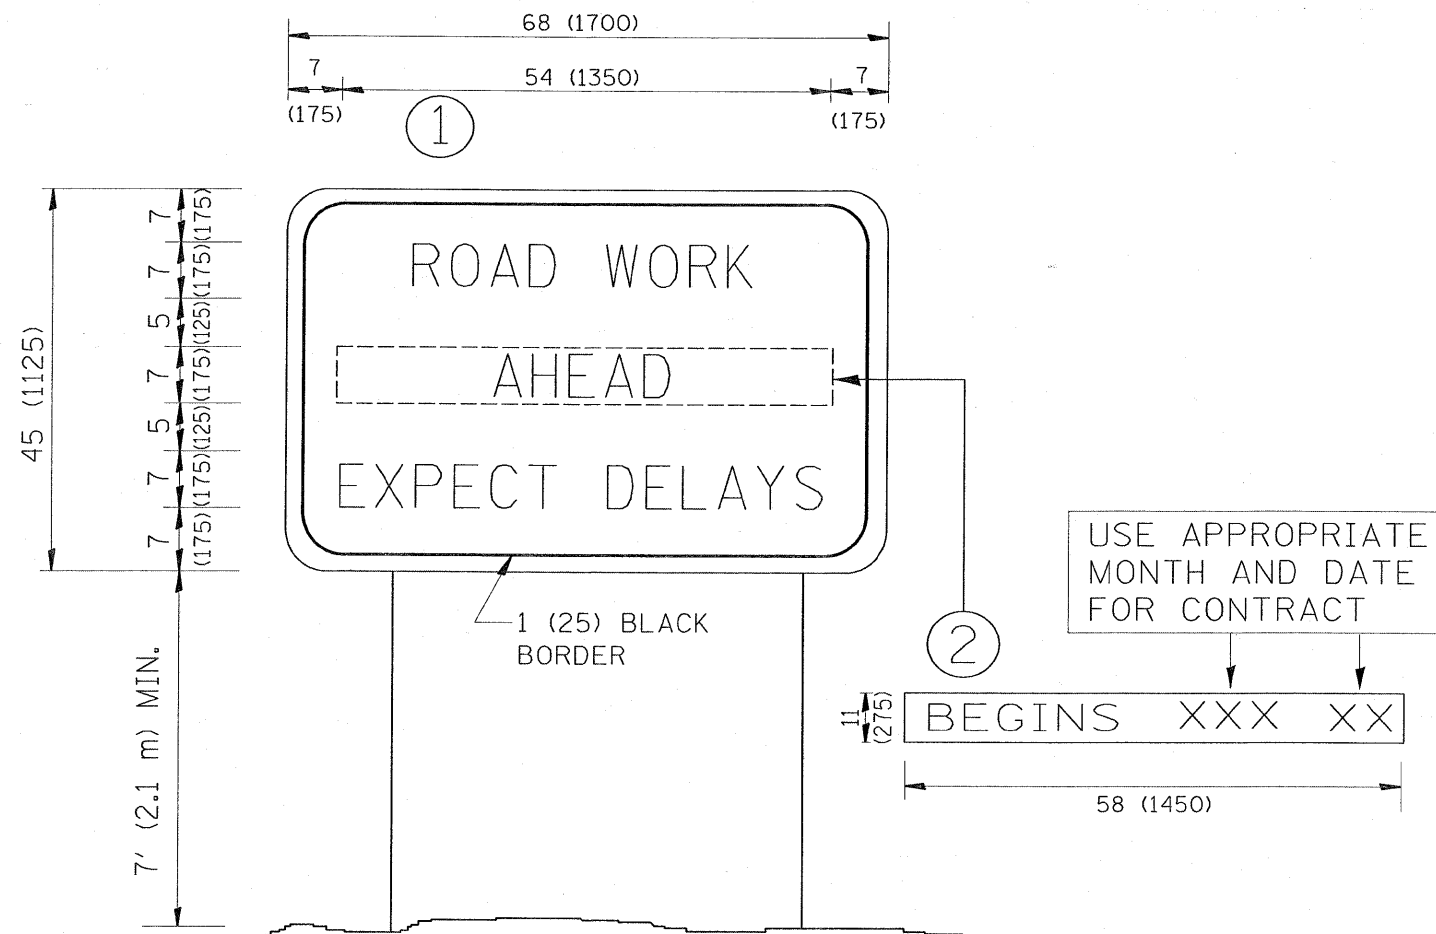 68 (1700)
7
54 (1350)
7
(175)
(175)
1
45 (1125)
7
(175)
7
(175)
5
(125)
7
(175)
5
(125)
7
(175)
7
(175)
ROAD WORK
AHEAD
EXPECT DELAYS
1 (25) BLACK
BORDER
7' (2.1 m) MIN.
USE APPROPRIATE
MONTH AND DATE
FOR CONTRACT
2
11
(275)
BEGINS XXX XX
58 (1450)